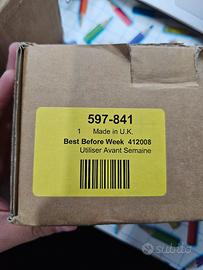 597-841
1 Made in U.K.
Best Before Week 412008
Utiliser Avant Semaine
subito